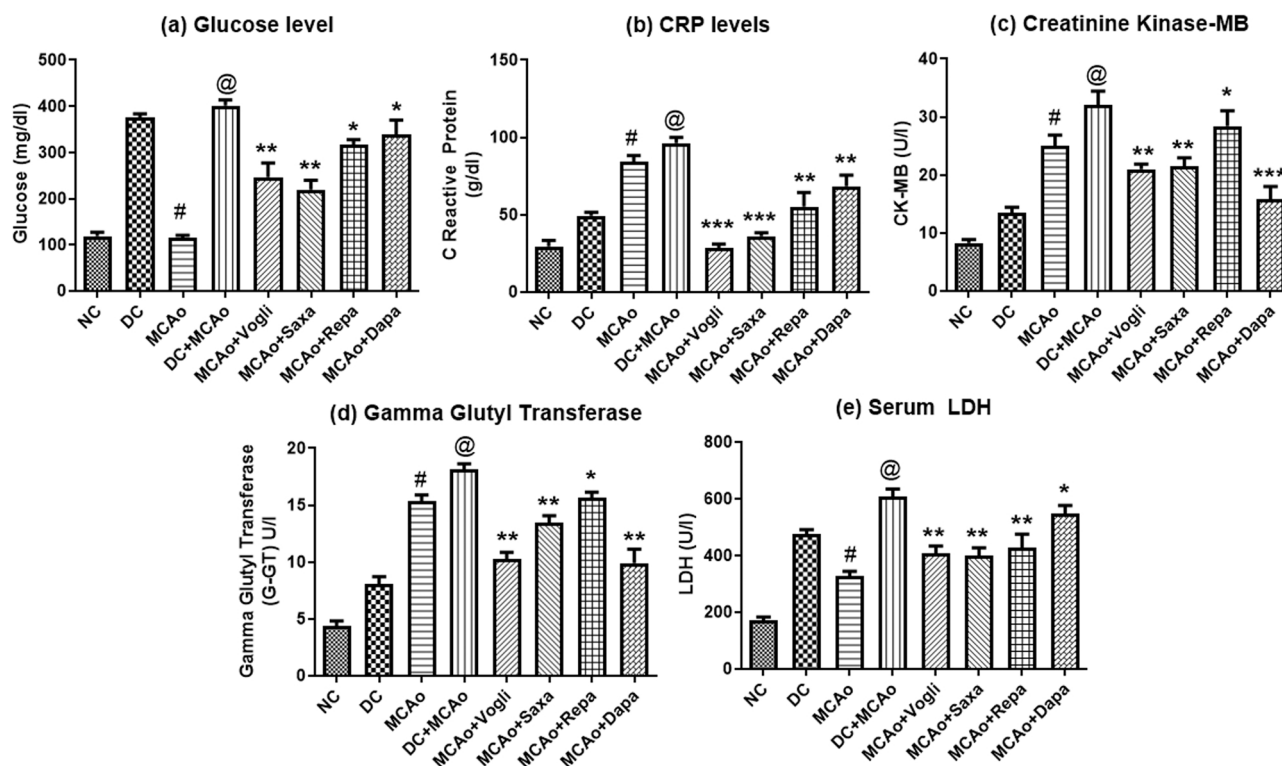 (a) Glucose level
Glucose (mg/dl)
500
400
300
200
100
0
#
@
**
**
*
*
NC
DC
MCAo
DC+MCAo
MCAo+Vogli
MCAo+Saxa
MCAo+Repa
MCAo+Dapa
(b) CRP levels
C Reactive Protein
(g/dl)
150
100
50
0
#
@
***
***
**
**
NC
DC
MCAo
DC+MCAo
MCAo+Vogli
MCAo+Saxa
MCAo+Repa
MCAo+Dapa
(c) Creatinine Kinase-MB
CK-MB (U/l)
40
30
20
10
0
#
@
**
**
*
***
NC
DC
MCAo
DC+MCAo
MCAo+Vogli
MCAo+Saxa
MCAo+Repa
MCAo+Dapa
(d) Gamma Glutyl Transferase
Gamma Glutyl Transferase
(G-GT) U/l
20
15
10
5
0
#
@
**
**
*
**
NC
DC
MCAo
DC+MCAo
MCAo+Vogli
MCAo+Saxa
MCAo+Repa
MCAo+Dapa
(e) Serum LDH
LDH (U/l)
800
600
400
200
0
#
@
**
**
**
*
NC
DC
MCAo
DC+MCAo
MCAo+Vogli
MCAo+Saxa
MCAo+Repa
MCAo+Dapa